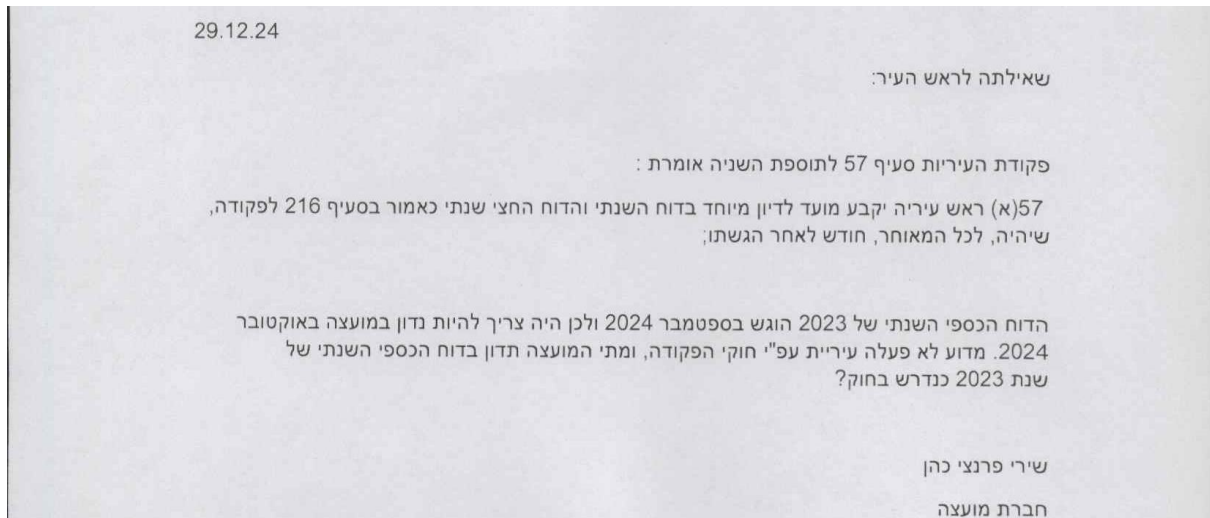 29.12.24
שאילתה לראש העיר:
פקודת העיריות סעיף 57 לתוספת השניה אומרת :
57(א) ראש עיריה יקבע מועד לדיון מיוחד בדוח השנתי והדוח החצי שנתי כאמור בסעיף 216 לפקודה,
שיהיה, לכל המאוחר, חודש לאחר הגשתו;
הדוח הכספי השנתי של 2023 הוגש בספטמבר 2024 ולכן היה צריך להיות נדון במועצה באוקטובר
2024. מדוע לא פעלה עיריית עפ"י חוקי הפקודה, ומתי המועצה תדון בדוח הכספי השנתי של
שנת 2023 כנדרש בחוק?
שירי פרנצי כהן
חברת מועצה